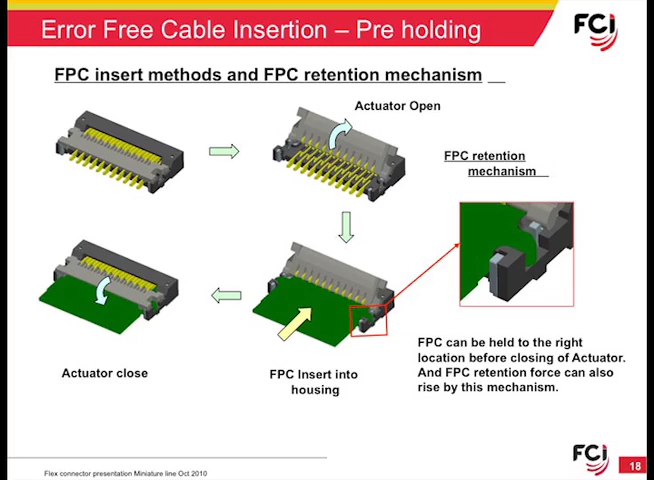 Error Free Cable Insertion – Pre holding
FCI
FPC insert methods and FPC retention mechanism
Actuator Open
FPC retention
mechanism
FPC can be held to the right
location before closing of Actuator.
And FPC retention force can also
rise by this mechanism.
Actuator close
FPC Insert into
housing
FCI
Flex connector presentation Miniature line Oct 2010
18